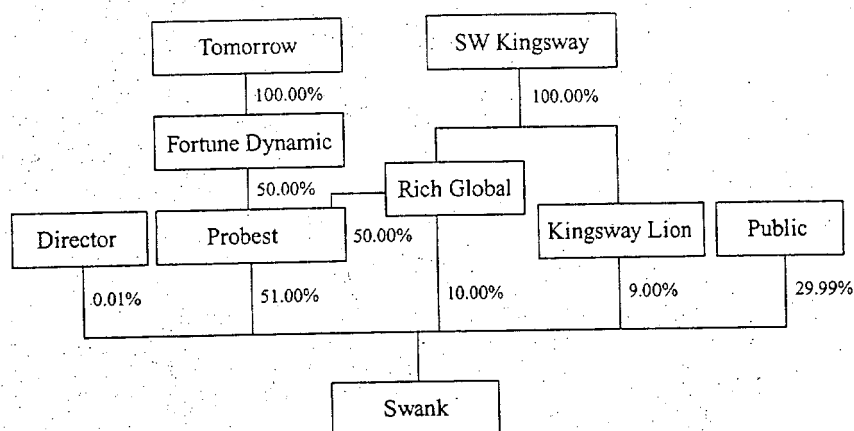 Tomorrow
SW Kingsway
100.00%
100.00%
Fortune Dynamic
50.00%
Rich Global
Director
Probest
50.00%
Kingsway Lion
Public
0.01%
51.00%
10.00%
9.00%
29.99%
Swank